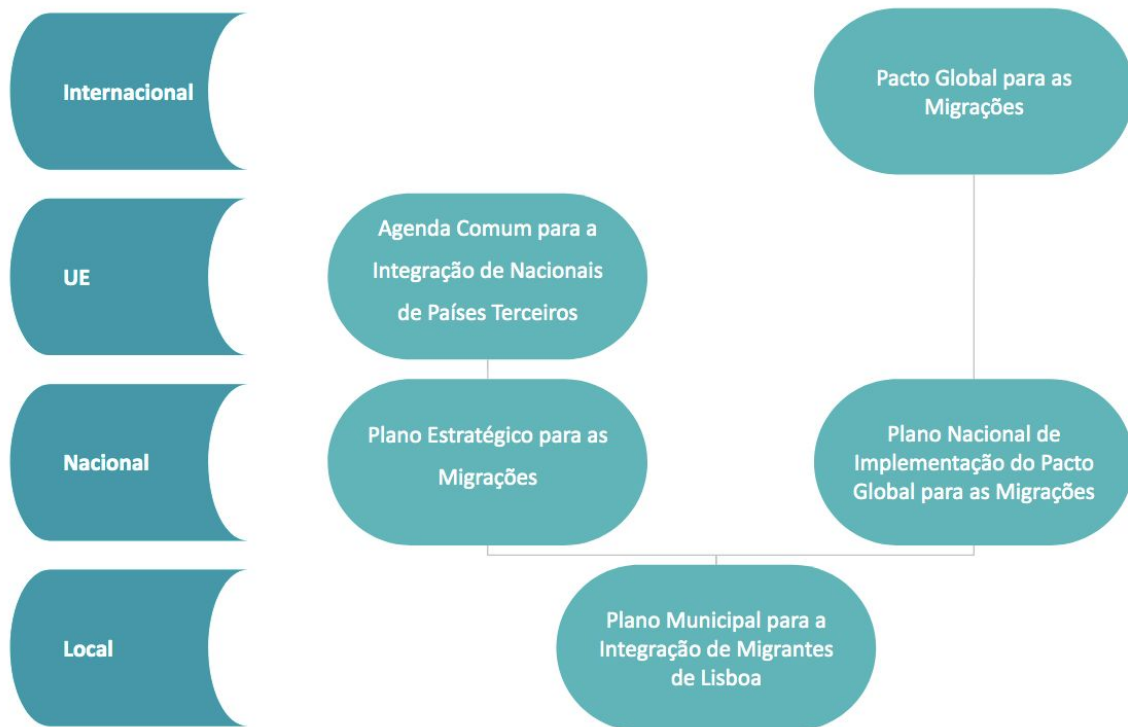 Internacional
Pacto Global para as
Migrações
UE
Agenda Comum para a
Integração de Nacionais
de Países Terceiros
Nacional
Plano Estratégico para as
Migrações
Plano Nacional de
Implementação do Pacto
Global para as Migrações
Local
Plano Municipal para a
Integração de Migrantes
de Lisboa